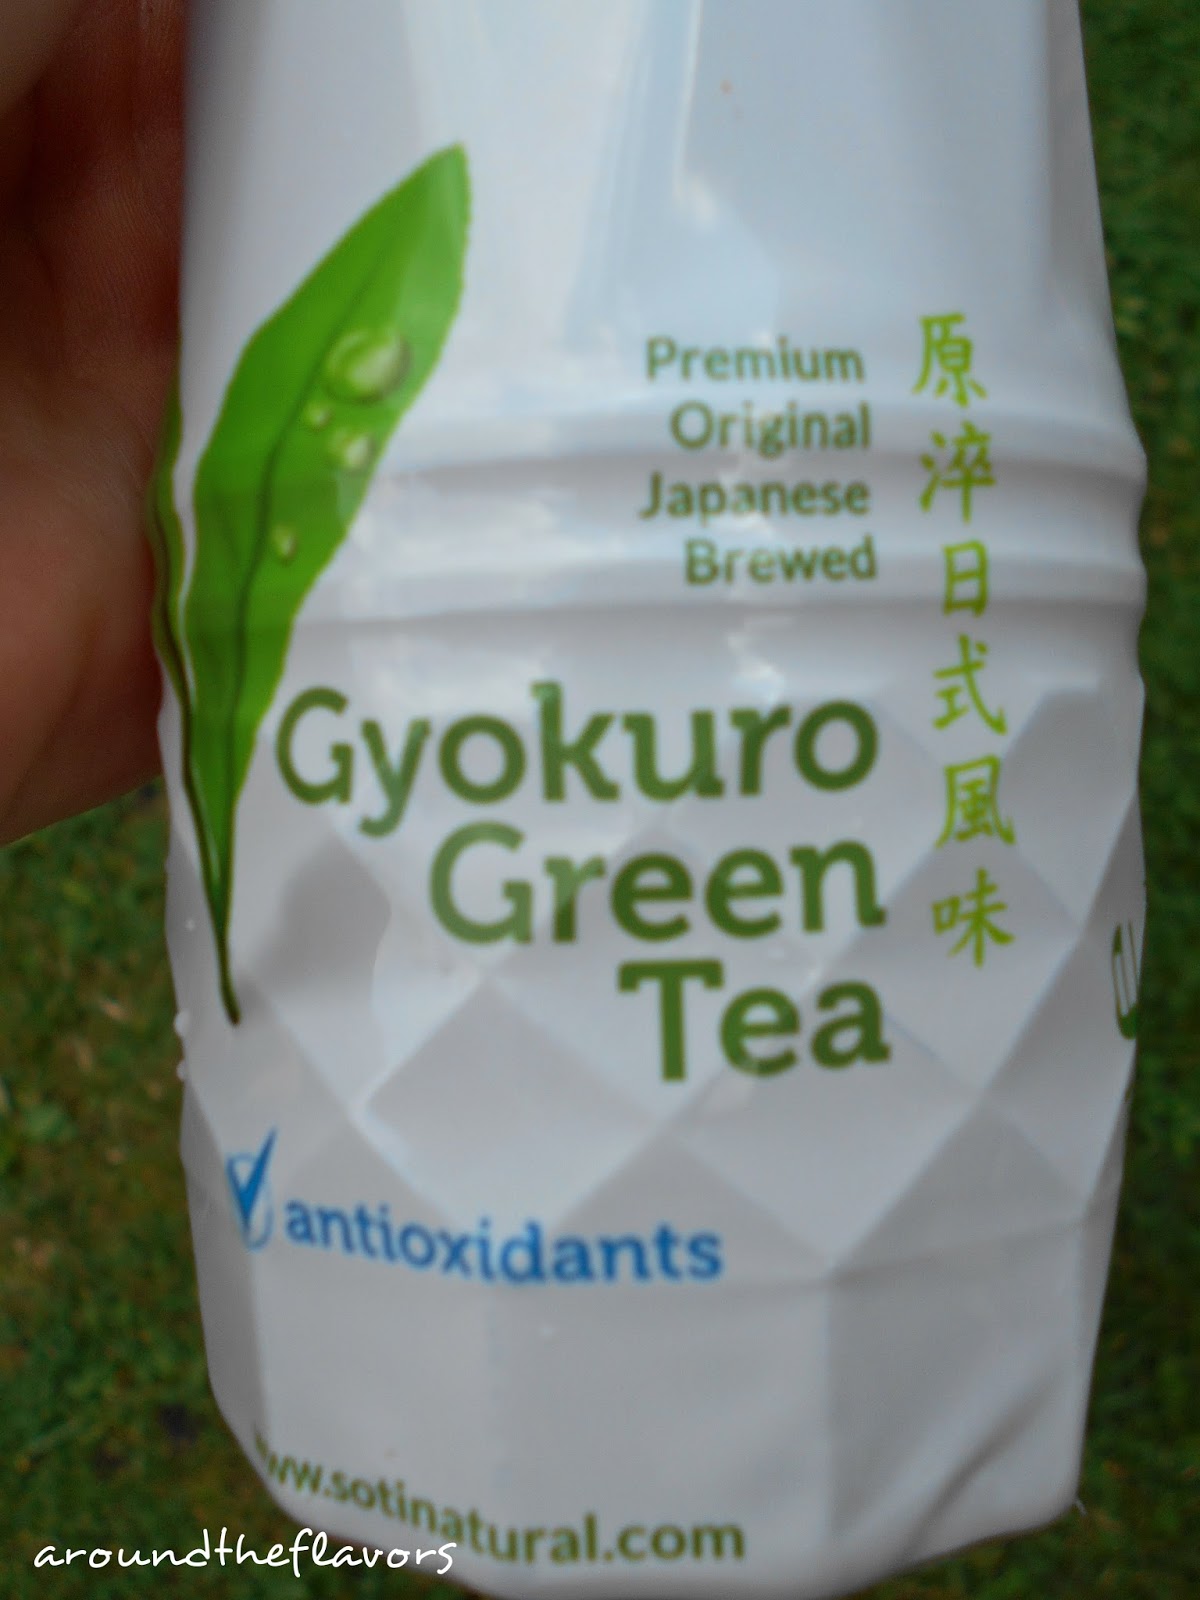 Premium
Original
Japanese
Brewed
原淬日式風味
Gyokuro
Green
Tea
antioxidants
www.sotinatural.com
aroundtheflavors